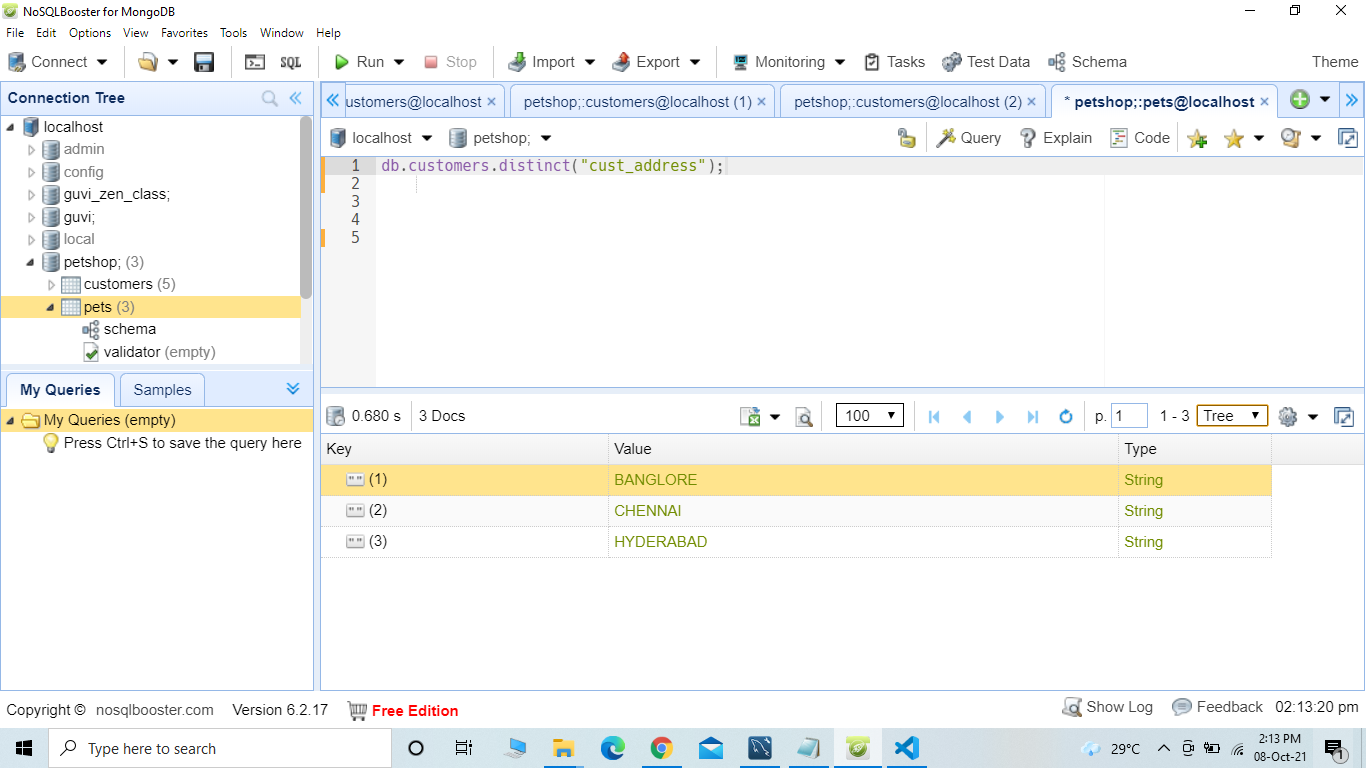 NoSQLBooster for MongoDB
File Edit Options View Favorites Tools Window Help
Connect SQL Run Stop Import Export Monitoring Tasks Test Data Schema Theme
Connection Tree
localhost
admin
config
guvi_zen_class;
guvi;
local
petshop; (3)
customers (5)
pets (3)
schema
validator (empty)
My Queries Samples
My Queries (empty)
Press Ctrl+S to save the query here
ustomers@localhost petshop;:customers@localhost (1) petshop;:customers@localhost (2) * petshop;:pets@localhost
localhost petshop; Query Explain Code
1 db.customers.distinct("cust_address");
2
3
4
5
0.680 s 3 Docs 100 p. 1 1 - 3 Tree
Key Value Type
(1) BANGLORE String
(2) CHENNAI String
(3) HYDERABAD String
Copyright © nosqlbooster.com Version 6.2.17 Free Edition Show Log Feedback 02:13:20 pm
Type here to search 29°C 2:13 PM
08-Oct-21 1